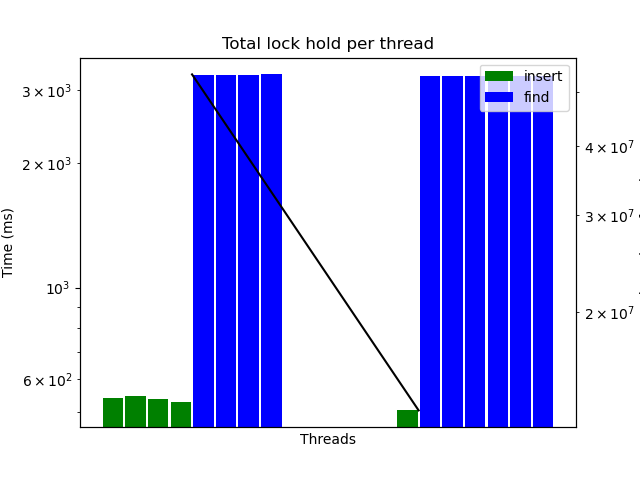 Total lock hold per thread
insert
find
3 × 10³
2 × 10³
10³
6 × 10²
Time (ms)
4 × 10⁷
3 × 10⁷
2 × 10⁷
Threads